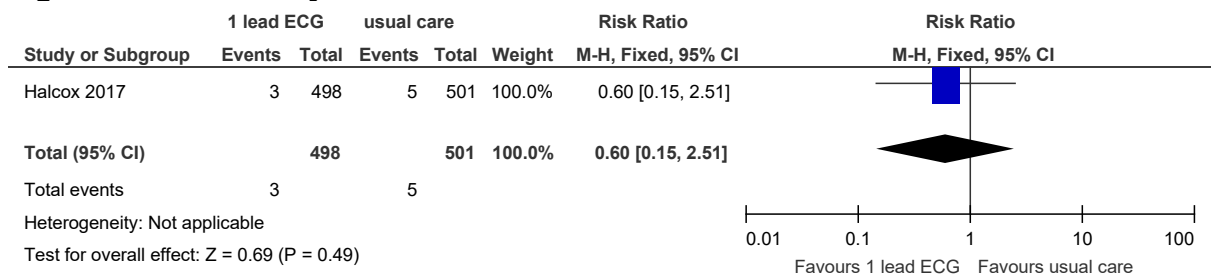 1 lead ECG usual care Risk Ratio Risk Ratio
Study or Subgroup Events Total Events Total Weight M-H, Fixed, 95% CI M-H, Fixed, 95% CI
Halcox 2017 3 498 5 501 100.0% 0.60 [0.15, 2.51]
Total (95% CI) 498 501 100.0% 0.60 [0.15, 2.51]
Total events 3 5
Heterogeneity: Not applicable
Test for overall effect: Z = 0.69 (P = 0.49)
0.01 0.1 1 10 100
Favours 1 lead ECG Favours usual care